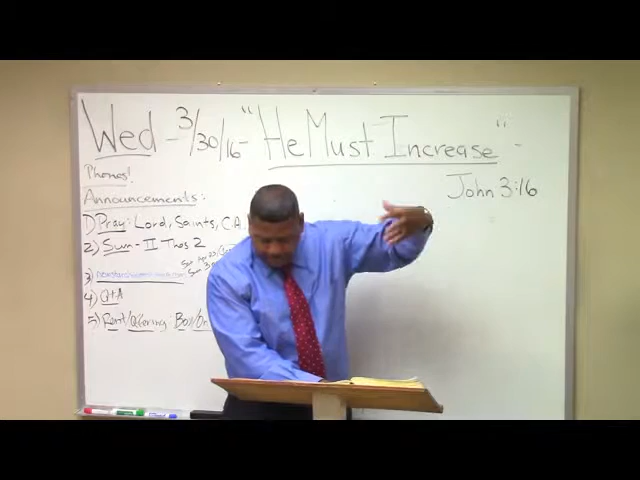 Wed - 3/30/16 - "He Must Increase" -
Phones!
John 3:16
Announcements:
1) Pray: Lord, Saints, C.A.
2) Sun - II Thes 2
3)
4) Q+A
5) Rent/Offering: Box/On